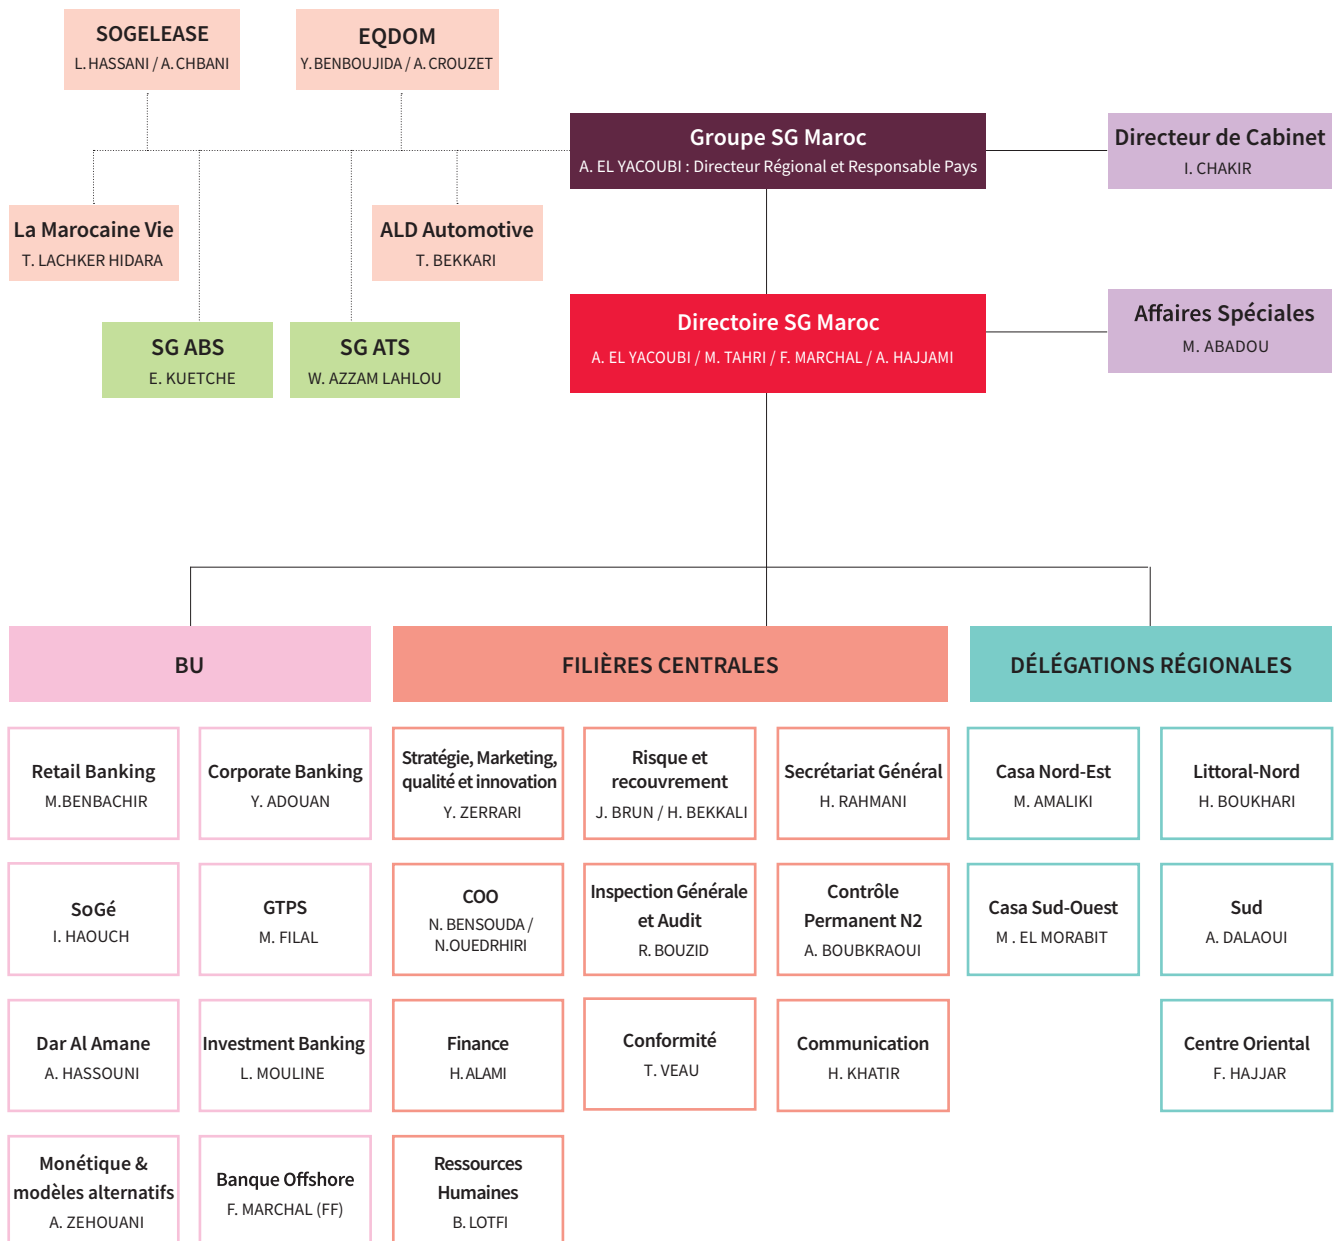 SOGELEASE
L. HASSANI / A. CHBANI
EQDOM
Y. BENBOUJIDA / A. CROUZET
Groupe SG Maroc
A. EL YACOUBI : Directeur Régional et Responsable Pays
Directeur de Cabinet
I. CHAKIR
La Marocaine Vie
T. LACHKER HIDARA
ALD Automotive
T. BEKKARI
Directoire SG Maroc
A. EL YACOUBI / M. TAHRI / F. MARCHAL / A. HAJJAMI
Affaires Spéciales
M. ABADOU
SG ABS
E. KUETCHE
SG ATS
W. AZZAM LAHLOU
BU
FILIÈRES CENTRALES
DÉLÉGATIONS RÉGIONALES
Retail Banking
M.BENBACHIR
Corporate Banking
Y. ADOUAN
Stratégie, Marketing,
qualité et innovation
Y. ZERRARI
Risque et
recouvrement
J. BRUN / H. BEKKALI
Secrétariat Général
H. RAHMANI
Casa Nord-Est
M. AMALIKI
Littoral-Nord
H. BOUKHARI
SoGé
I. HAOUCH
GTPS
M. FILAL
COO
N. BENSOUDA /
N.OUEDRHIRI
Inspection Générale
et Audit
R. BOUZID
Contrôle
Permanent N2
A. BOUBKRAOUI
Casa Sud-Ouest
M . EL MORABIT
Sud
A. DALAOUI
Dar Al Amane
A. HASSOUNI
Investment Banking
L. MOULINE
Finance
H. ALAMI
Conformité
T. VEAU
Communication
H. KHATIR
Centre Oriental
F. HAJJAR
Monétique &
modèles alternatifs
A. ZEHOUANI
Banque Offshore
F. MARCHAL (FF)
Ressources
Humaines
B. LOTFI